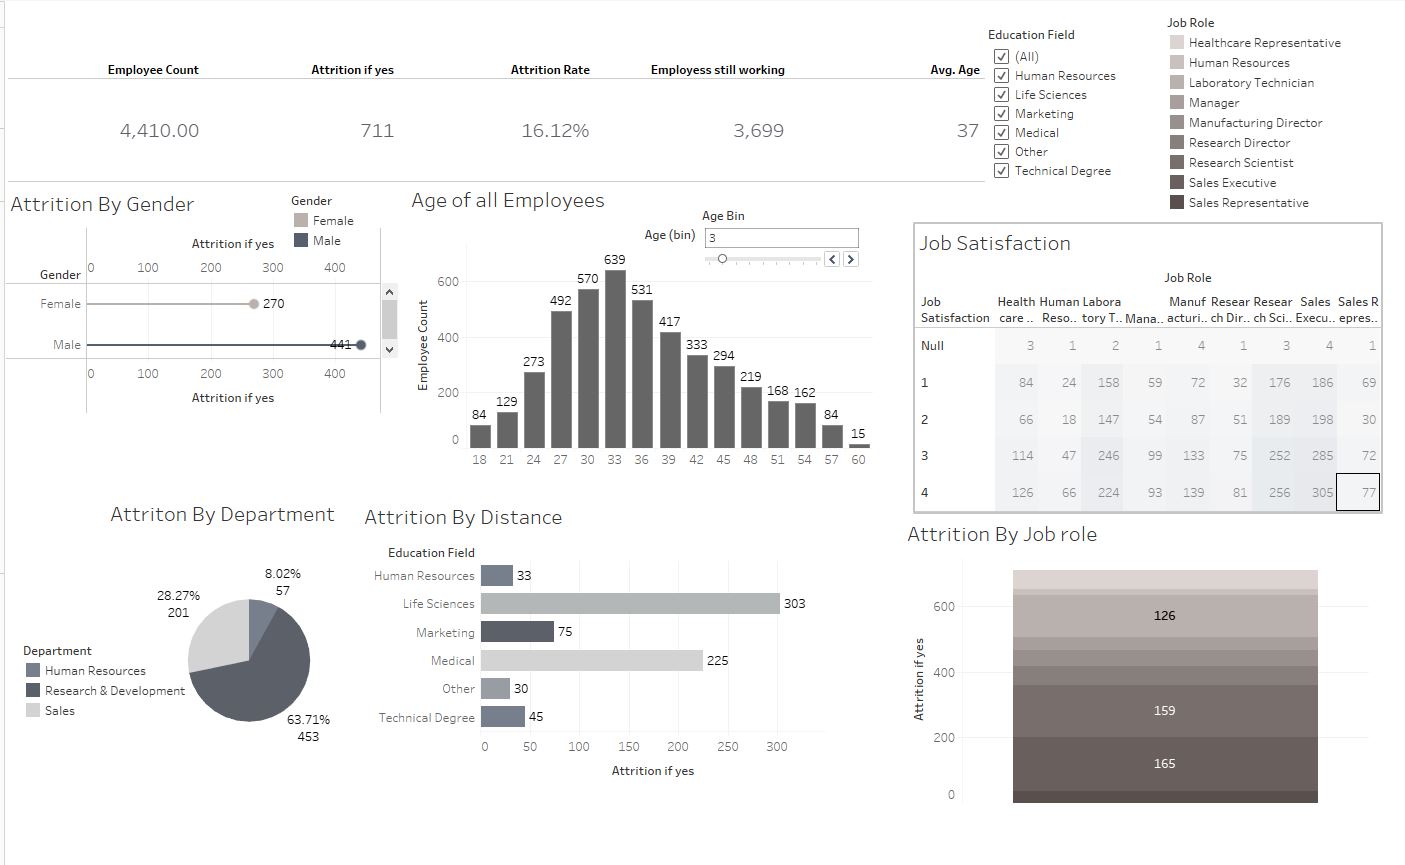 Employee Count Attrition if yes Attrition Rate Employess still working Avg. Age
4,410.00 711 16.12% 3,699 37
Education Field
(All)
Human Resources
Life Sciences
Marketing
Medical
Other
Technical Degree
Job Role
Healthcare Representative
Human Resources
Laboratory Technician
Manager
Manufacturing Director
Research Director
Research Scientist
Sales Executive
Sales Representative
Attrition By Gender
Gender
Female
Male
Attrition if yes
0 100 200 300 400
Gender
Female 270
Male 441
0 100 200 300 400
Attrition if yes
Age of all Employees
Age Bin
Age (bin) 3
Employee Count
600
400
200
0
84 129 273 492 570 639 531 417 333 294 219 168 162 84 15
18 21 24 27 30 33 36 39 42 45 48 51 54 57 60
Job Satisfaction
Job Role
Job Health Human Labora Manuf Resear Resear Sales Sales R
Satisfaction care .. Reso.. tory T.. Mana.. acturi.. ch Dir.. ch Sci.. Execu.. epres..
Null 3 1 2 1 4 1 3 4 1
1 84 24 158 59 72 32 176 186 69
2 66 18 147 54 87 51 189 198 30
3 114 47 246 99 133 75 252 285 72
4 126 66 224 93 139 81 256 305 77
Attriton By Department
8.02%
57
28.27%
201
63.71%
453
Department
Human Resources
Research & Development
Sales
Attrition By Distance
Education Field
Human Resources 33
Life Sciences 303
Marketing 75
Medical 225
Other 30
Technical Degree 45
0 50 100 150 200 250 300
Attrition if yes
Attrition By Job role
Attrition if yes
600
400
200
0
126
159
165